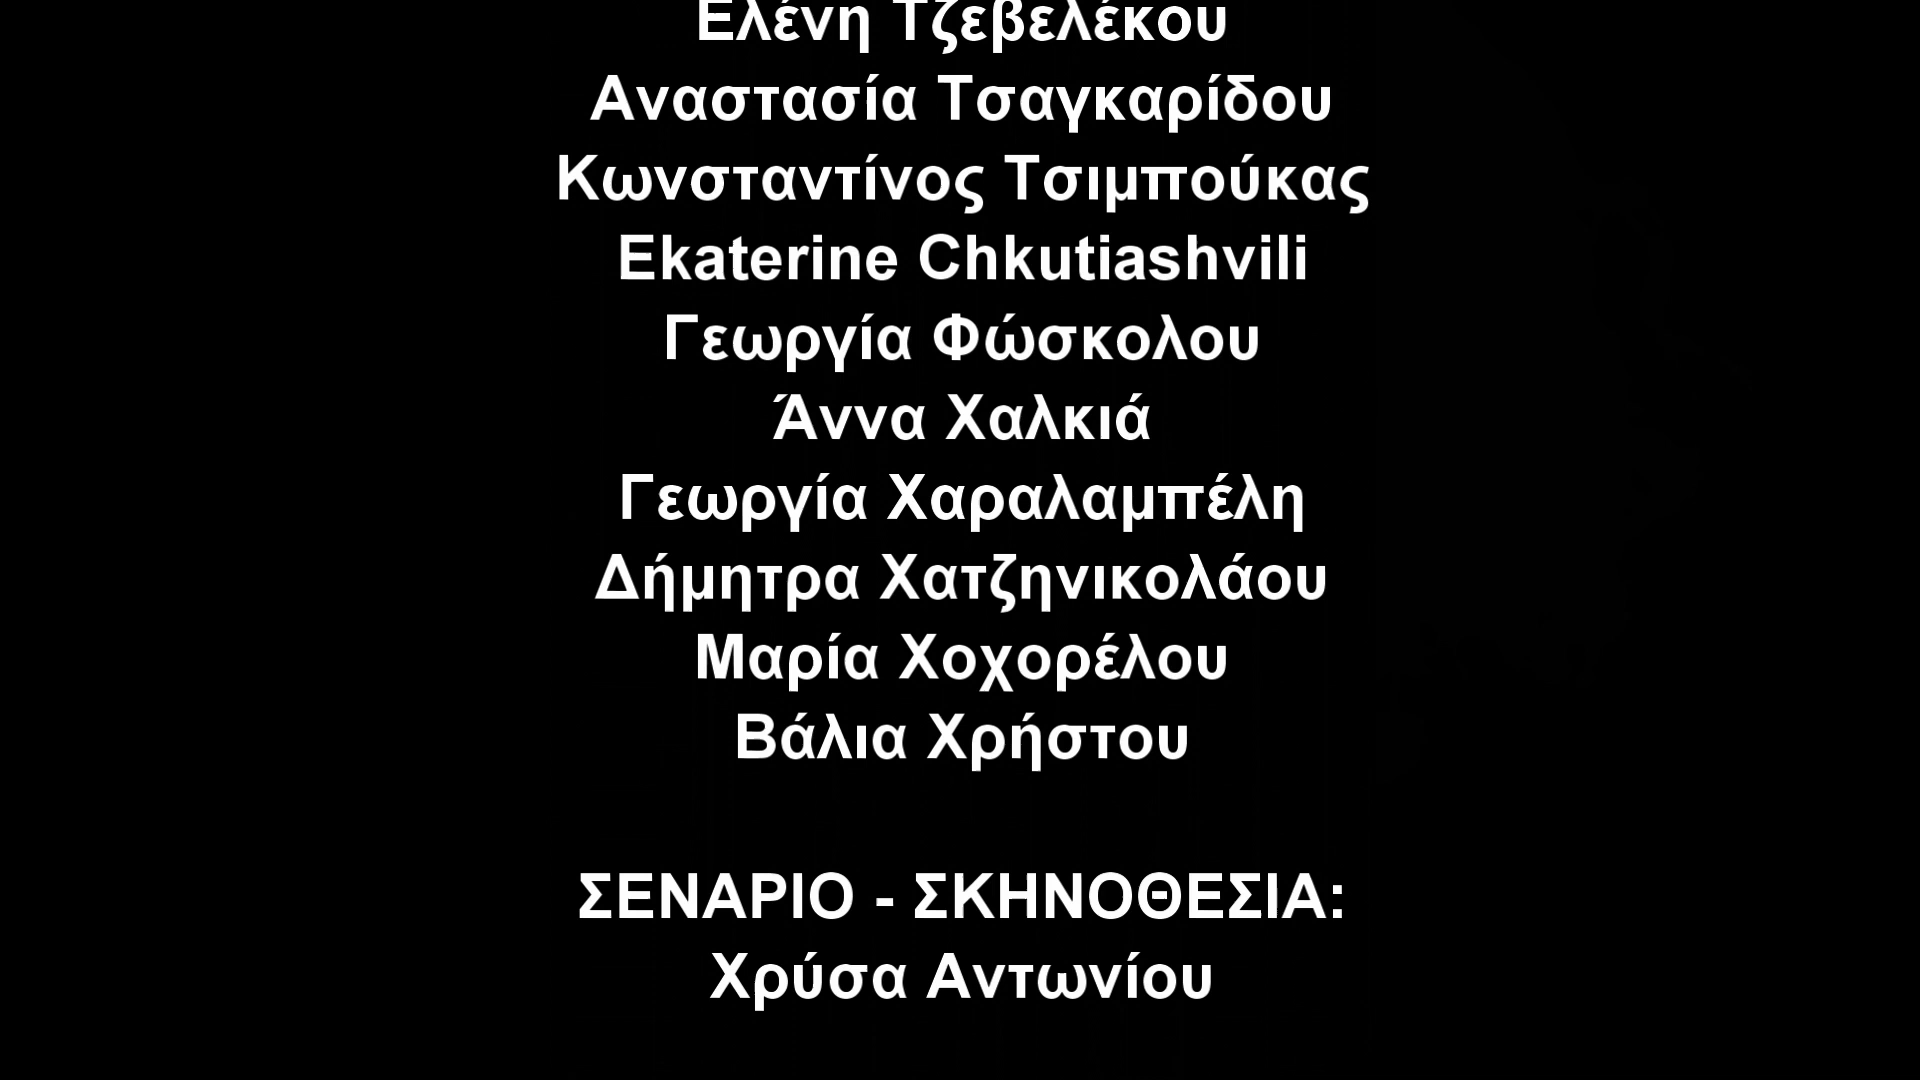 Ελένη Τζεβελέκου
Αναστασία Τσαγκαρίδου
Κωνσταντίνος Τσιμπούκας
Ekaterine Chkutiashvili
Γεωργία Φώσκολου
Άννα Χαλκιά
Γεωργία Χαραλαμπέλη
Δήμητρα Χατζηνικολάου
Μαρία Χοχορέλου
Βάλια Χρήστου
ΣΕΝΑΡΙΟ - ΣΚΗΝΟΘΕΣΙΑ:
Χρύσα Αντωνίου